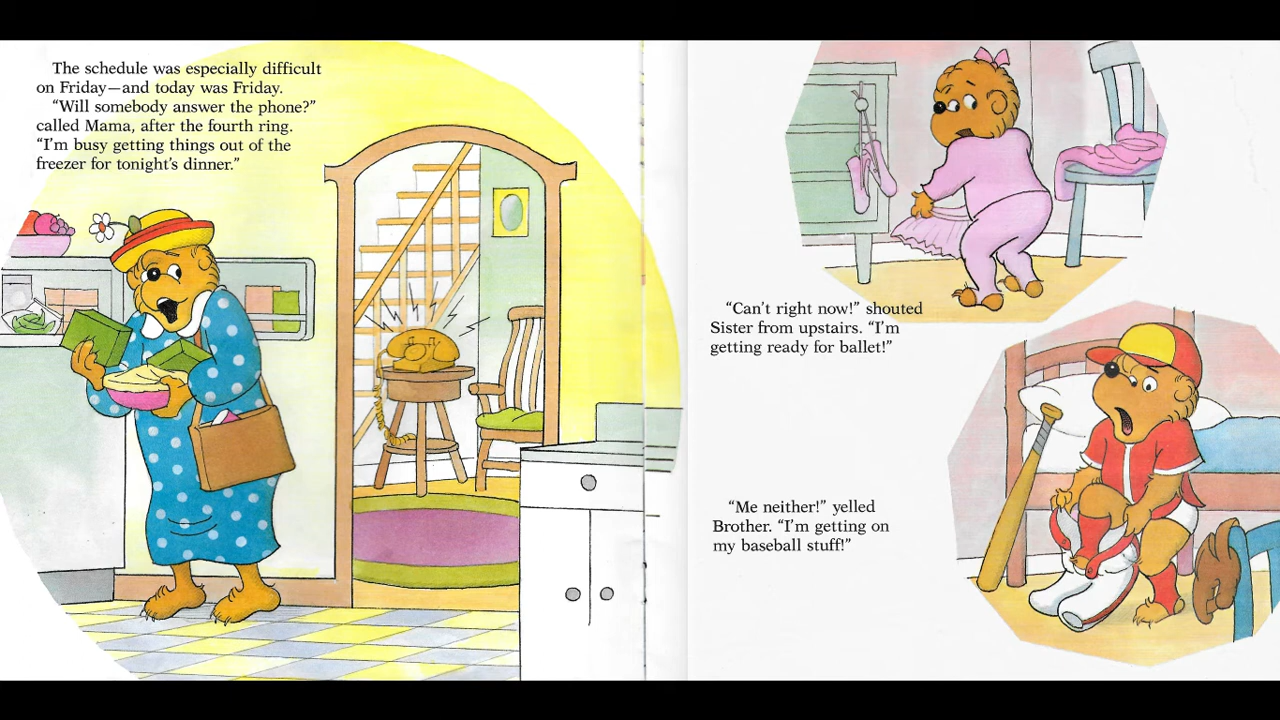 The schedule was especially difficult
on Friday—and today was Friday.
"Will somebody answer the phone?"
called Mama, after the fourth ring.
"I'm busy getting things out of the
freezer for tonight's dinner."
"Can't right now!" shouted
Sister from upstairs. "I'm
getting ready for ballet!"
"Me neither!" yelled
Brother. "I'm getting on
my baseball stuff!"